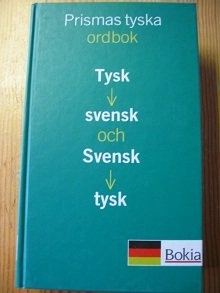 Prismas tyska
ordbok
Tysk
svensk
och
Svensk
tysk
Bokia